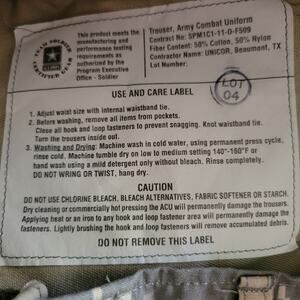 TEAM SOLDIER
CERTIFIED GEAR
This product meets the
manufacturing and
performance testing
requirements
as authorized by the
Program Executive
Office - Soldier
Trouser, Army Combat Uniform
Contract No: SPM1C1-11-D-F509
Fiber Content: 50% Cotton, 50% Nylon
Contractor Name: UNICOR, Beaumont, TX
Lot Number:
LOT
04
USE AND CARE LABEL
1. Adjust waist size with internal waistband tie.
2. Before washing, remove all items from pockets.
Close all hook and loop fasteners to prevent snagging. Knot waistband tie.
Turn the trousers inside out.
3. Washing and Drying: Machine wash in cold water, using permanent press cycle,
rinse cold. Machine tumble dry on low to medium setting 140°-160°F or
hand wash using a mild detergent only without bleach. Rinse completely.
DO NOT WRING OR TWIST, hang dry.
CAUTION
DO NOT USE CHLORINE BLEACH, BLEACH ALTERNATIVES, FABRIC SOFTENER OR STARCH.
Dry cleaning or commercially hot pressing the ACU will permanently damage the trousers.
Applying heat or an iron to any hook and loop fastener area will permanently damage the
fasteners. Lightly brushing the hook and loop fasteners will remove accumulated debris.
DO NOT REMOVE THIS LABEL